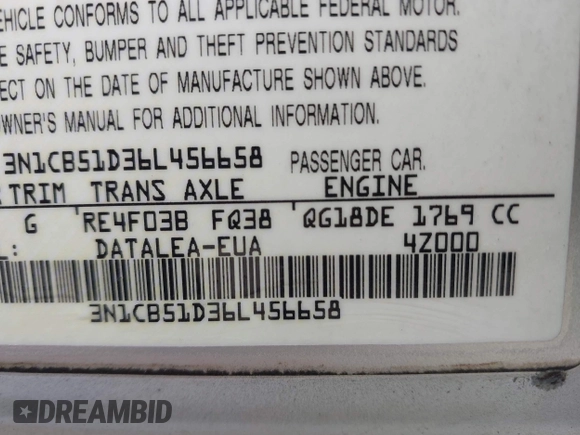 VEHICLE CONFORMS TO ALL APPLICABLE FEDERAL MOTOR
SAFETY, BUMPER AND THEFT PREVENTION STANDARDS
ECT ON THE DATE OF MANUFACTURE SHOWN ABOVE.
OWNER'S MANUAL FOR ADDITIONAL INFORMATION.
3N1CB51D36L456658 PASSENGER CAR.
TRIM TRANS AXLE ENGINE
G RE4F03B FQ38 QG18DE 1769 CC
L: DATALEA-EUA 4Z000
3N1CB51D36L456658
DREAMBID